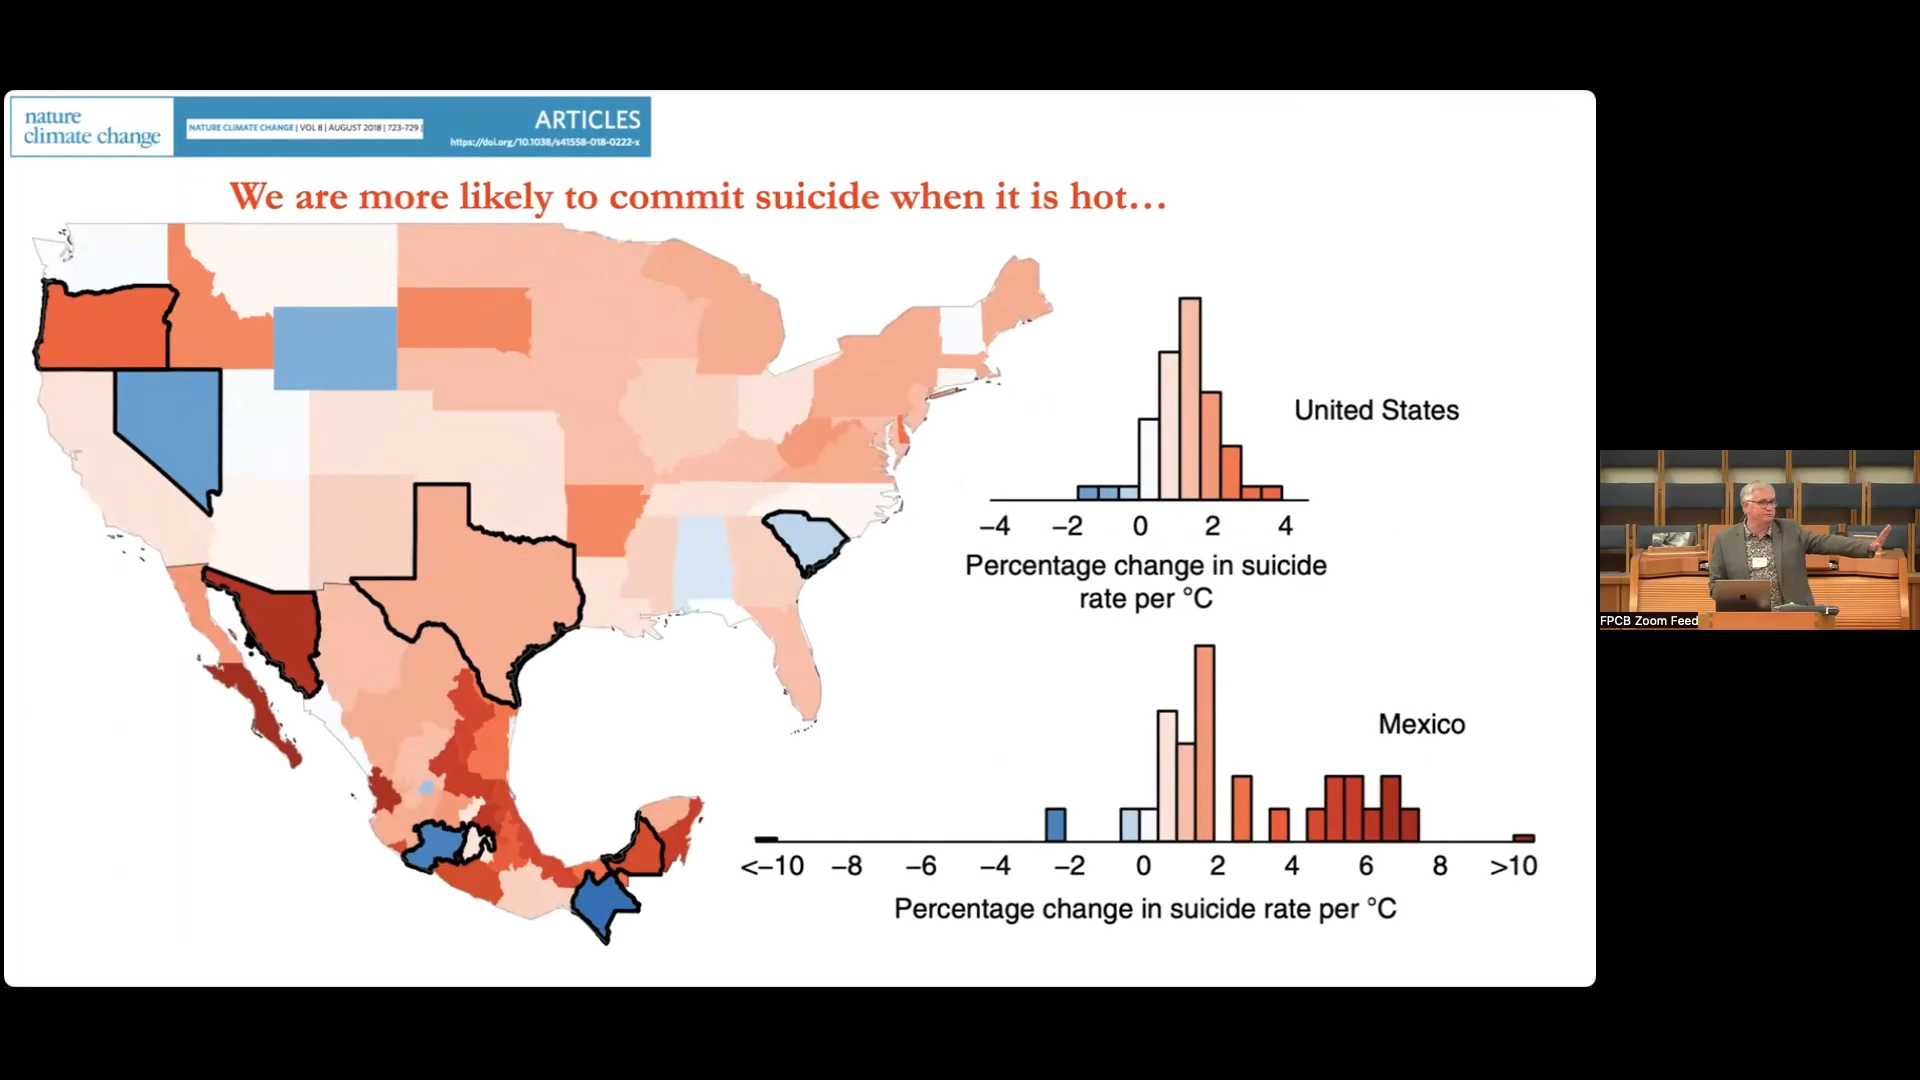 nature
climate change
NATURE CLIMATE CHANGE | VOL 8 | AUGUST 2018 | 723–729 |
ARTICLES
https://doi.org/10.1038/s41558-018-0222-x
We are more likely to commit suicide when it is hot…
United States
−4 −2 0 2 4
Percentage change in suicide
rate per °C
FPCB Zoom Feed
Mexico
<−10 −8 −6 −4 −2 0 2 4 6 8 >10
Percentage change in suicide rate per °C